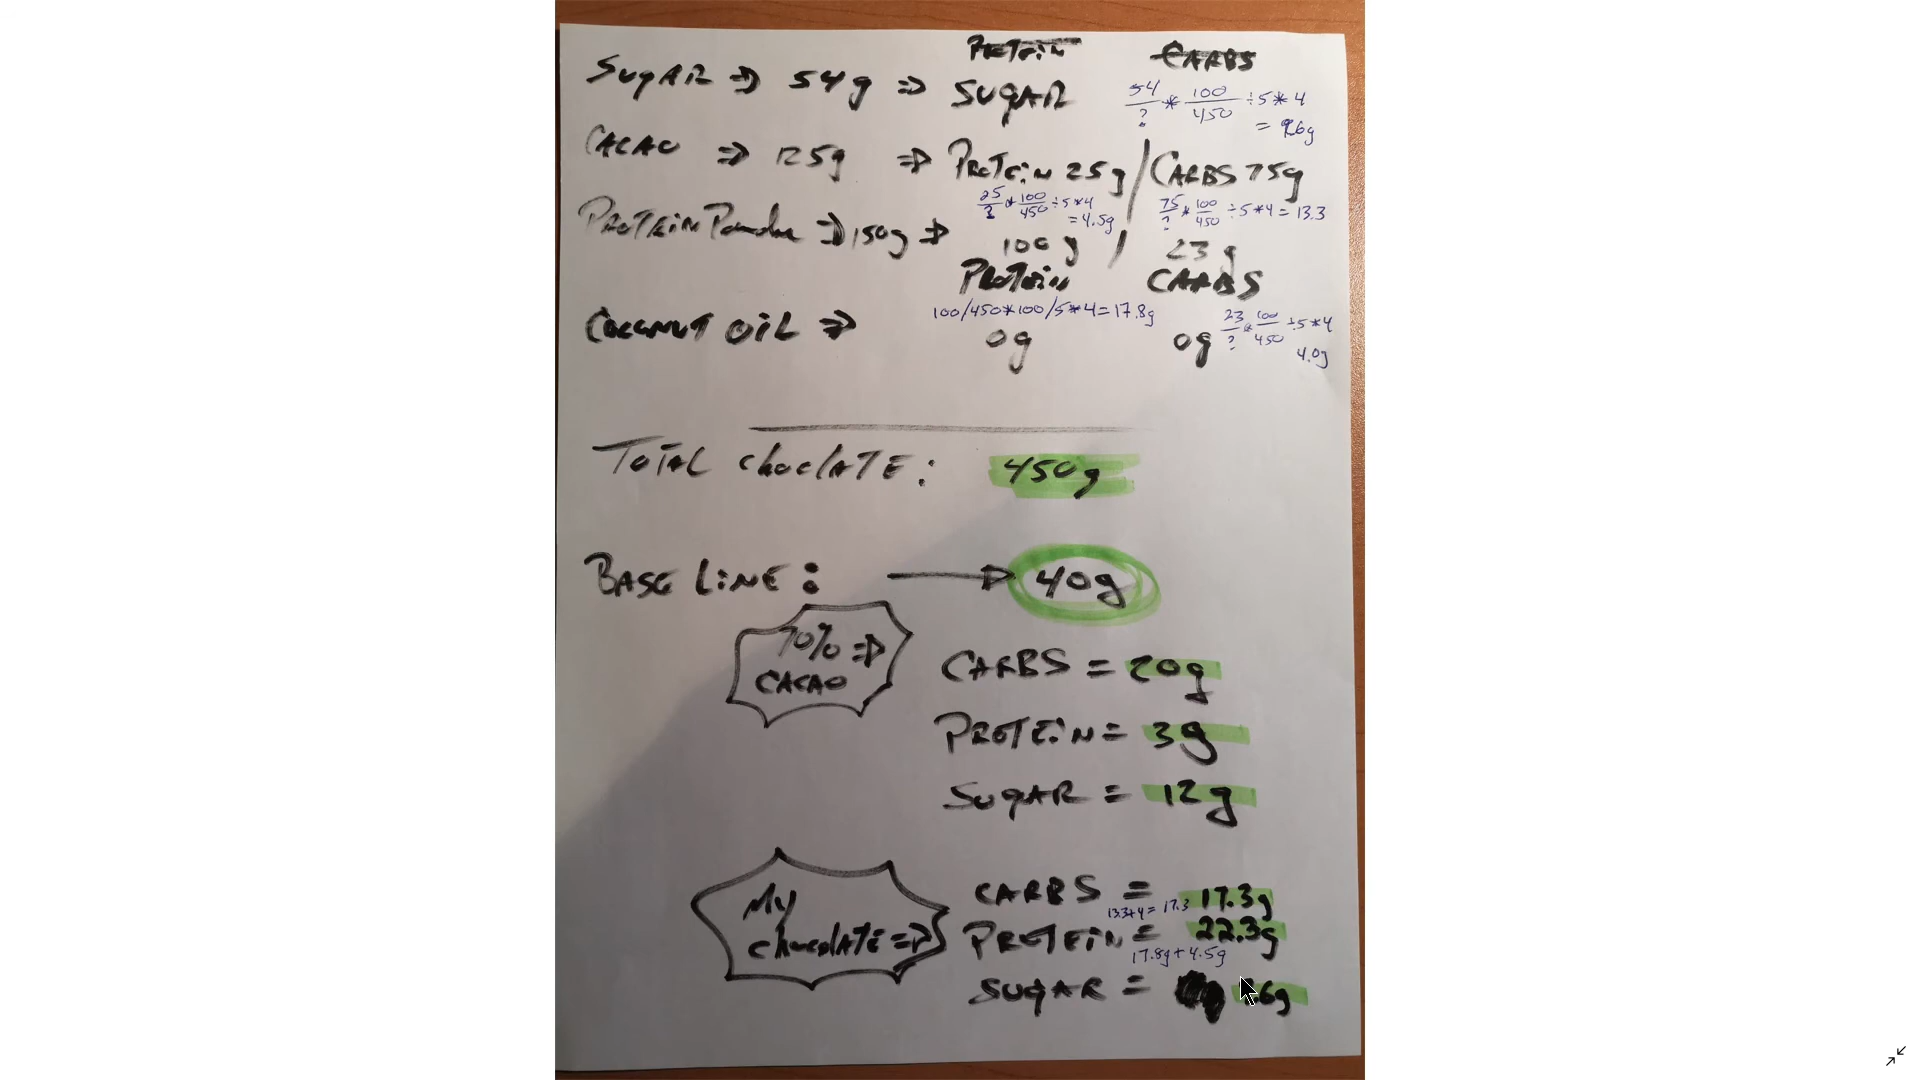 PROTEIN CARBS
SUGAR ⇒ 54g ⇒ SUGAR
54/? * 100/450 ÷5*4
= 9.6g
CACAO ⇒ 125g ⇒ PROTEIN 25g / CARBS 75g
25/? * 100/450 ÷5*4 = 4.5g
75/? * 100/450 ÷5*4 = 13.3
PROTEIN Powder ⇒ 150g ⇒ 100g / 23g
PROTEIN CARBS
100/450*100/5*4=17.8g
COCONUT OIL ⇒ 0g 0g
23/? * 100/450 ÷5*4
4.0g
TOTAL choclATE: 450g
BASE LINE: → 40g
70% ⇒
CACAO
CARBS = 20g
PROTEIN = 3g
SUGAR = 12g
My
chocolATE ⇒
CARBS = 17.3g
13.3+4= 17.3
PROTEIN = 22.3g
17.8g + 4.5g
SUGAR =